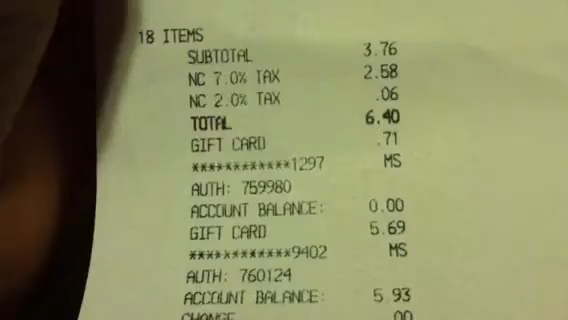 18 ITEMS
SUBTOTAL 3.76
NC 7.0% TAX 2.58
NC 2.0% TAX .06
TOTAL 6.40
GIFT CARD .71
************1297 MS
AUTH: 759980
ACCOUNT BALANCE: 0.00
GIFT CARD 5.69
************9402 MS
AUTH: 760124
ACCOUNT BALANCE: 5.93
CHANGE .00